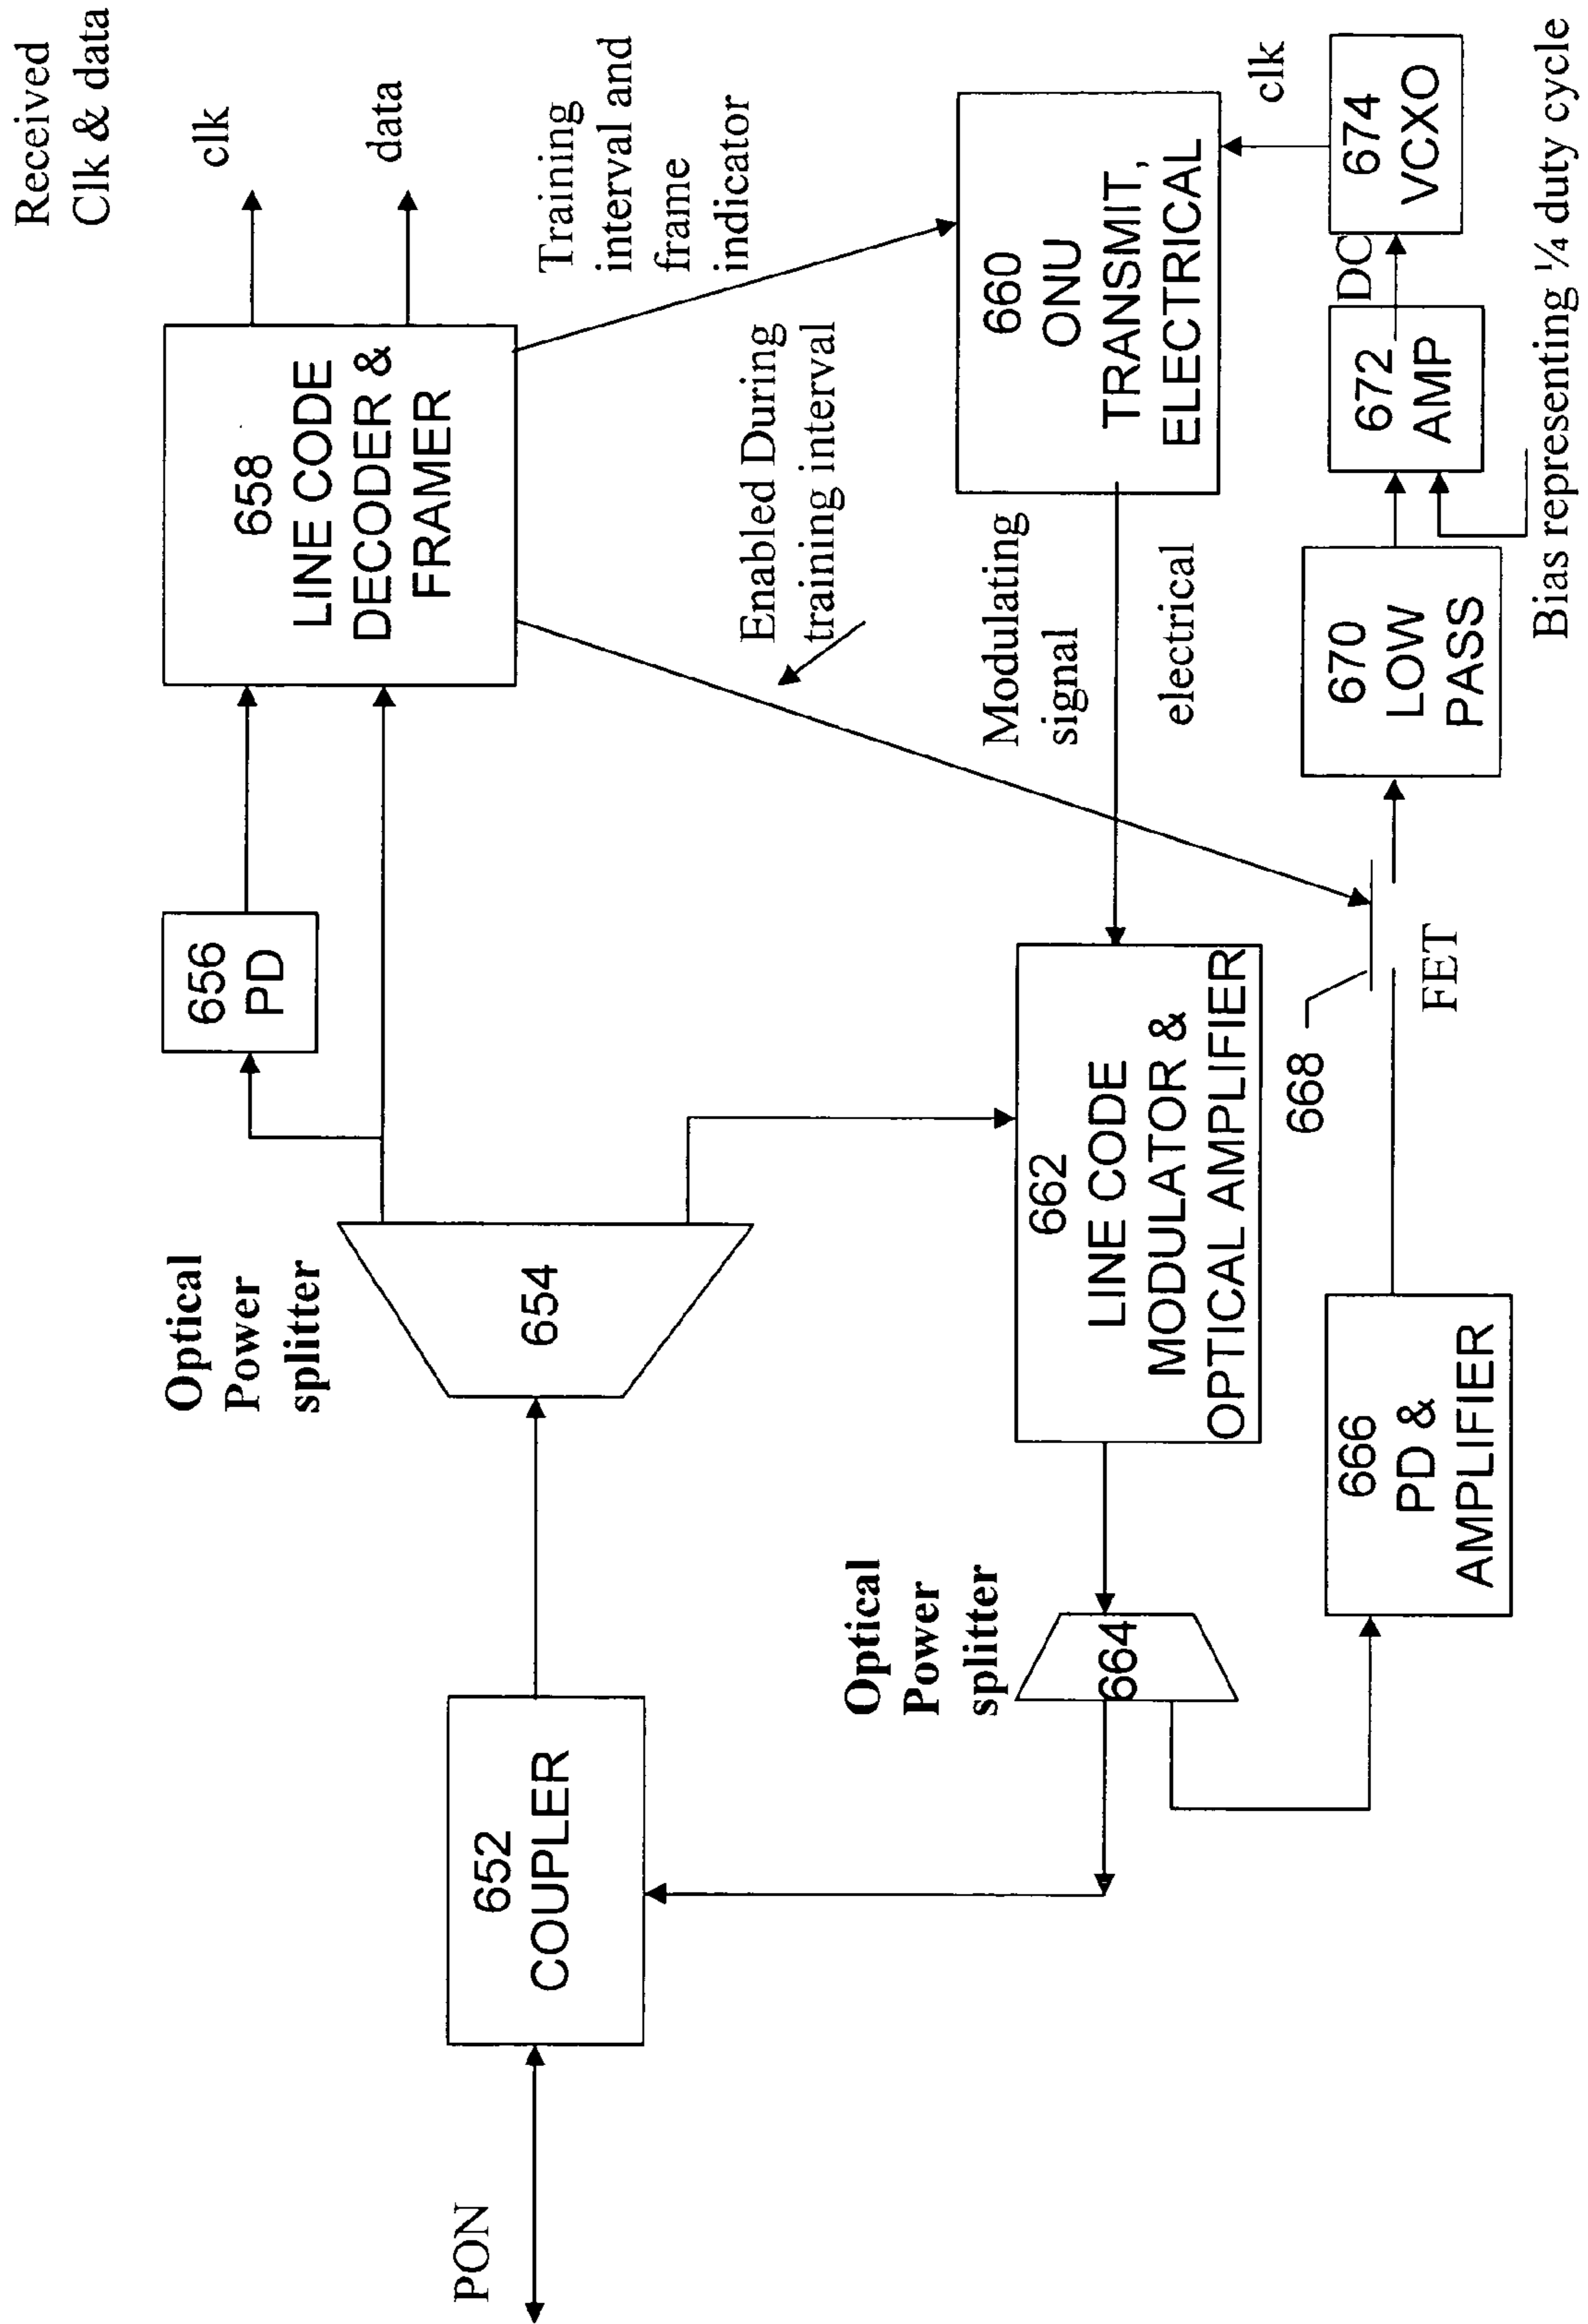 Received
Clk & data
clk
data
658
LINE CODE
DECODER &
FRAMER
656
PD
Optical
Power
splitter
654
652
COUPLER
PON
Training
interval and
frame
indicator
Enabled During
training interval
660
ONU
TRANSMIT,
ELECTRICAL
Modulating
signal
electrical
662
LINE CODE
MODULATOR &
OPTICAL AMPLIFIER
Optical
Power
splitter
664
clk
674
VCXO
DC
672
AMP
670
LOW
PASS
668
FET
666
PD &
AMPLIFIER
Bias representing ¼ duty cycle